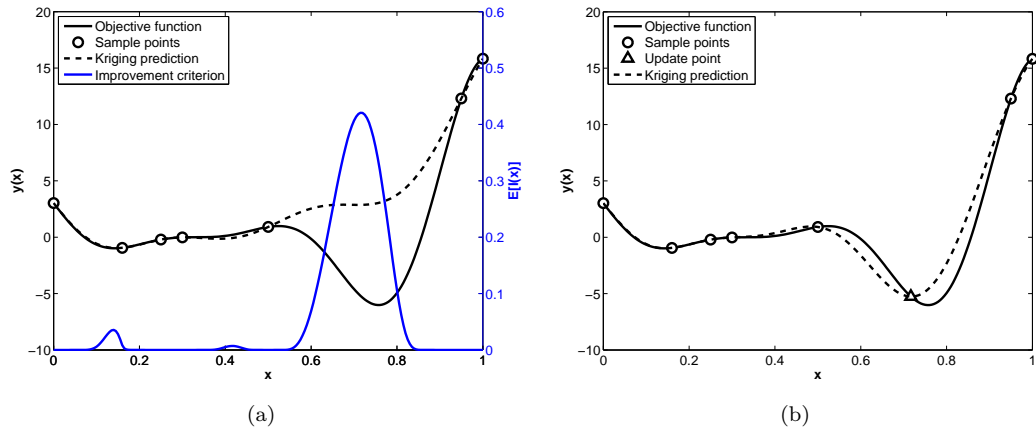 Objective function
Sample points
Kriging prediction
Improvement criterion
20
15
10
5
0
−5
−10
y(x)
0
0.2
0.4
0.6
0.8
1
x
0.6
0.5
0.4
0.3
0.2
0.1
0
E[I(x)]
(a)
Objective function
Sample points
Update point
Kriging prediction
20
15
10
5
0
−5
−10
y(x)
0
0.2
0.4
0.6
0.8
1
x
(b)